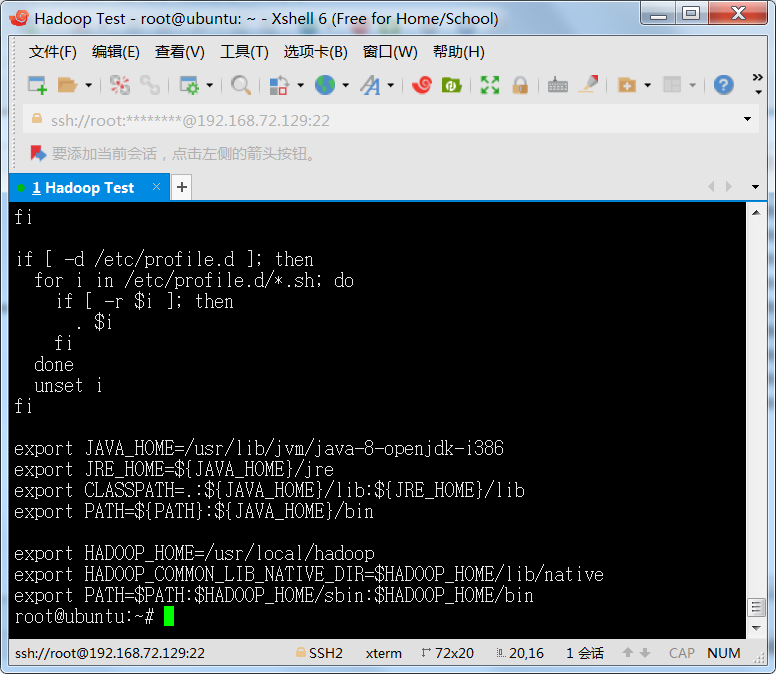 Hadoop Test - root@ubuntu: ~ - Xshell 6 (Free for Home/School)
文件(F) 编辑(E) 查看(V) 工具(T) 选项卡(B) 窗口(W) 帮助(H)
ssh://root:********@192.168.72.129:22
要添加当前会话，点击左侧的箭头按钮。
1 Hadoop Test × +
fi
if [ -d /etc/profile.d ]; then
for i in /etc/profile.d/*.sh; do
if [ -r $i ]; then
. $i
fi
done
unset i
fi
export JAVA_HOME=/usr/lib/jvm/java-8-openjdk-i386
export JRE_HOME=${JAVA_HOME}/jre
export CLASSPATH=.:${JAVA_HOME}/lib:${JRE_HOME}/lib
export PATH=${PATH}:${JAVA_HOME}/bin
export HADOOP_HOME=/usr/local/hadoop
export HADOOP_COMMON_LIB_NATIVE_DIR=$HADOOP_HOME/lib/native
export PATH=$PATH:$HADOOP_HOME/sbin:$HADOOP_HOME/bin
root@ubuntu:~#
ssh://root@192.168.72.129:22 SSH2 xterm 72x20 20,16 1 会话 CAP NUM